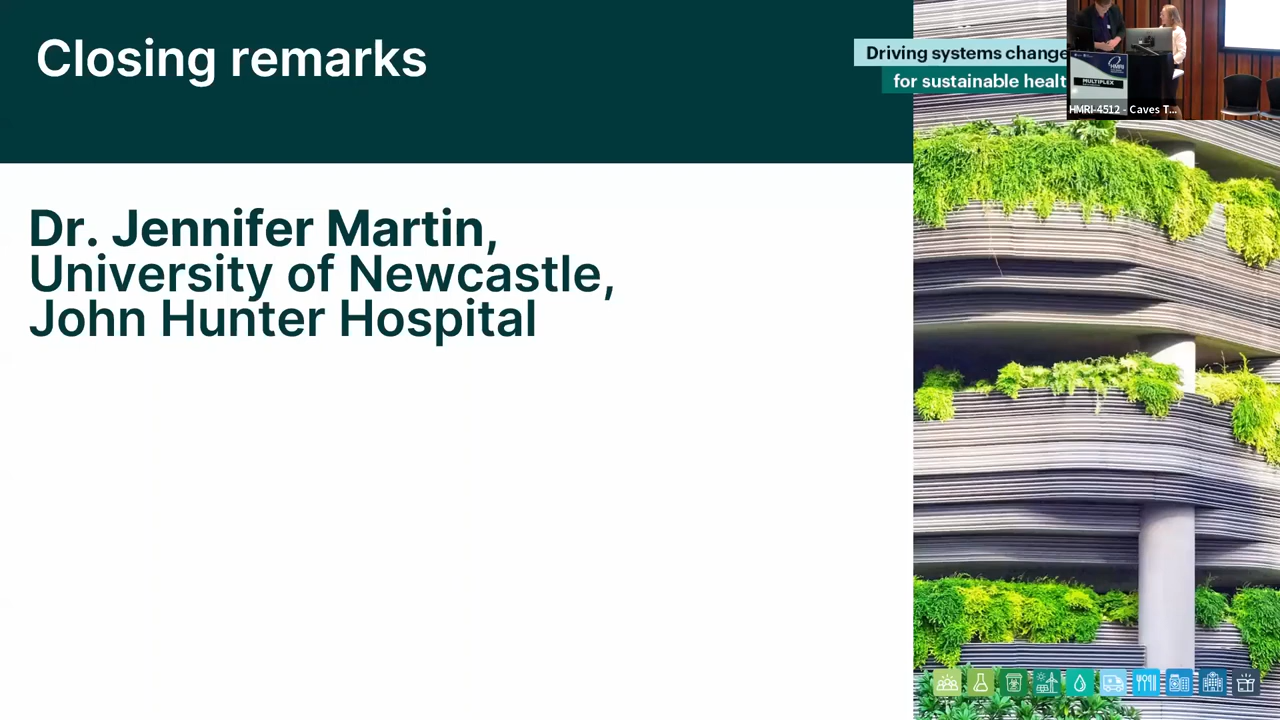 Closing remarks
Driving systems change
for sustainable healt
HMRI
MULTIPLEX
HMRI-4512 - Caves T...
Dr. Jennifer Martin,
University of Newcastle,
John Hunter Hospital